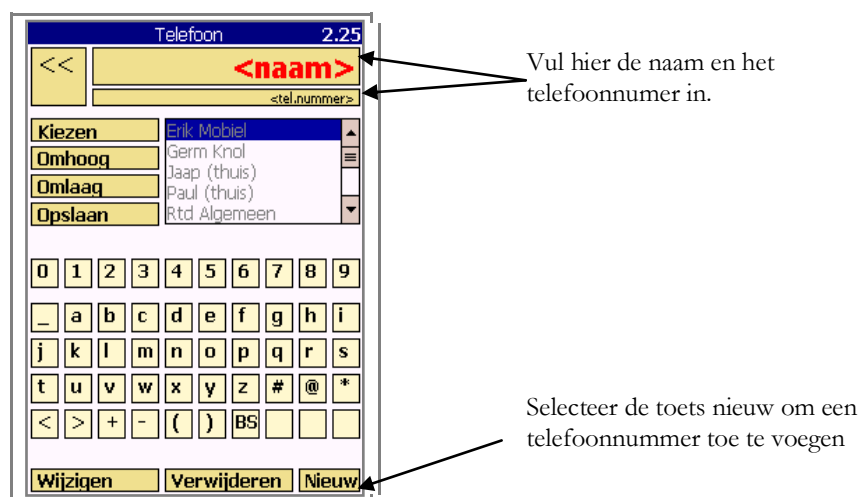 Telefoon 2.25
<< <naam>
<tel.nummer>
Vul hier de naam en het
telefoonnumer in.
Kiezen
Omhoog
Omlaag
Opslaan
Erik Mobiel
Germ Knol
Jaap (thuis)
Paul (thuis)
Rtd Algemeen
0 1 2 3 4 5 6 7 8 9
_ a b c d e f g h i
j k l m n o p q r s
t u v w x y z # @ *
< > + - ( ) BS
Selecteer de toets nieuw om een
telefoonnummer toe te voegen
Wijzigen Verwijderen Nieuw